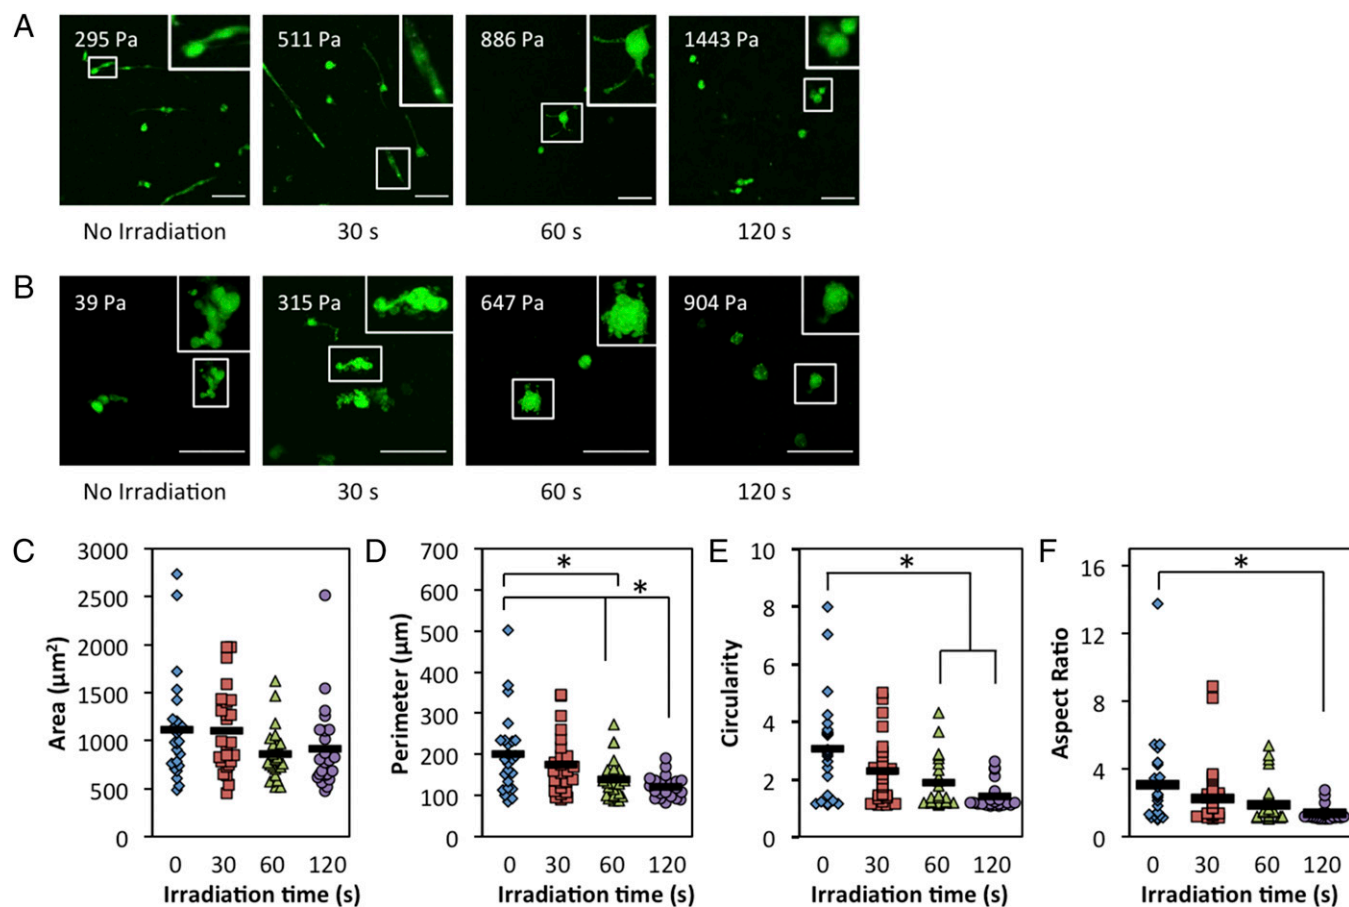 A
295 Pa
511 Pa
886 Pa
1443 Pa
No Irradiation
30 s
60 s
120 s
B
39 Pa
315 Pa
647 Pa
904 Pa
No Irradiation
30 s
60 s
120 s
C
3000
2500
2000
1500
1000
500
0
Area (µm²)
0 30 60 120
Irradiation time (s)
D
700
600
500
400
300
200
100
0
Perimeter (µm)
*
*
0 30 60 120
Irradiation time (s)
E
10
8
6
4
2
0
Circularity
*
0 30 60 120
Irradiation time (s)
F
16
12
8
4
0
Aspect Ratio
*
0 30 60 120
Irradiation time (s)